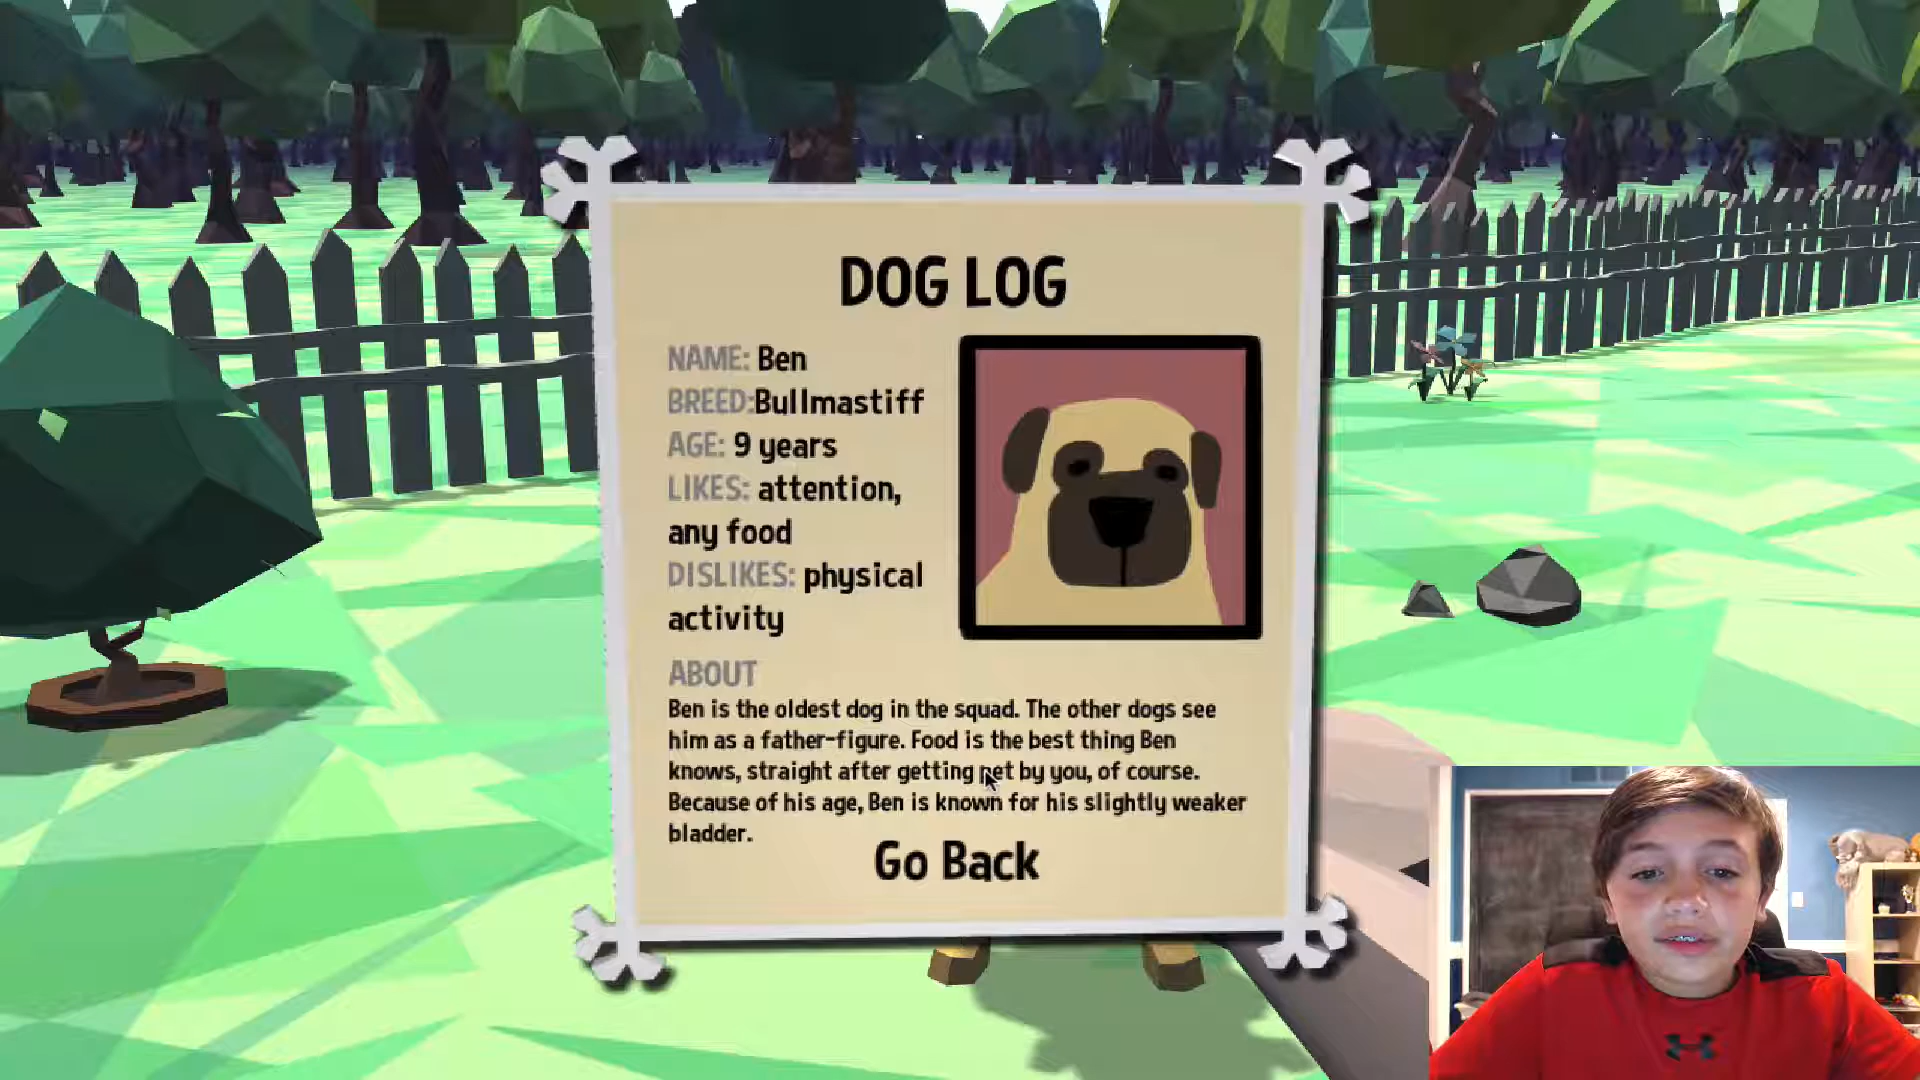 DOG LOG
NAME: Ben
BREED:Bullmastiff
AGE: 9 years
LIKES: attention,
any food
DISLIKES: physical
activity
ABOUT
Ben is the oldest dog in the squad. The other dogs see
him as a father-figure. Food is the best thing Ben
knows, straight after getting pet by you, of course.
Because of his age, Ben is known for his slightly weaker
bladder.
Go Back